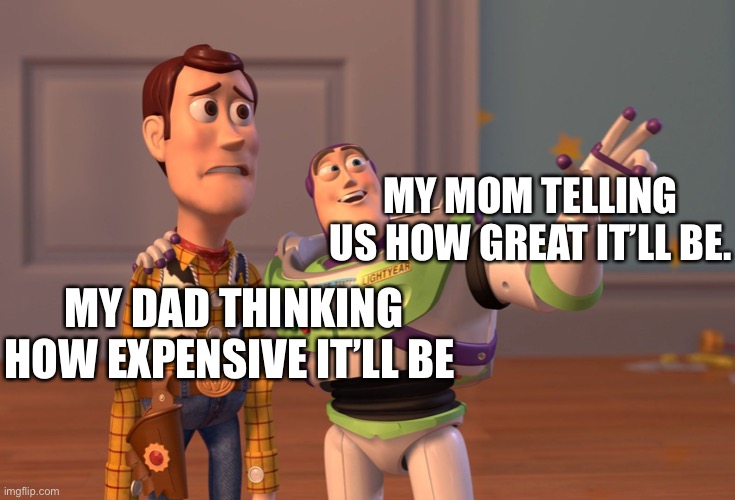 MY MOM TELLING
US HOW GREAT IT’LL BE.
LIGHTYEAR
MY DAD THINKING
HOW EXPENSIVE IT’LL BE
imgflip.com